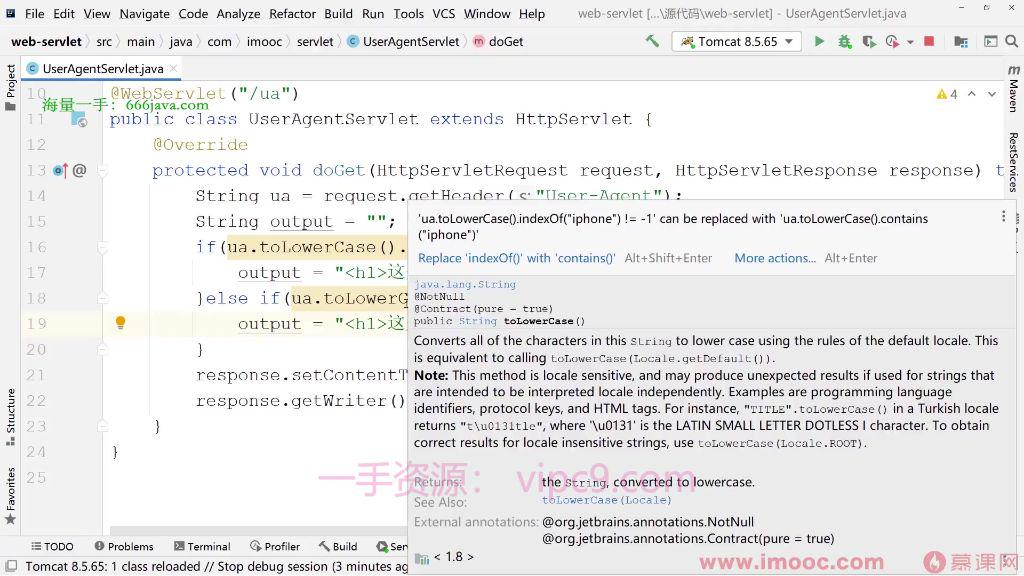 File Edit View Navigate Code Analyze Refactor Build Run Tools VCS Window Help web-servlet [...\源代码\web-servlet] - UserAgentServlet.java
web-servlet src main java com imooc servlet UserAgentServlet doGet Tomcat 8.5.65
UserAgentServlet.java
Project
Maven
RestServices
Structure
Favorites
10 @WebServlet("/ua")
海量一手：666java.com
4
11 public class UserAgentServlet extends HttpServlet {
12 @Override
13 @ protected void doGet(HttpServletRequest request, HttpServletResponse response) t
14 String ua = request.getHeader( s: "User-Agent");
15 String output = "";
16 if(ua.toLowerCase().
17 output = "<h1>这
18 }else if(ua.toLower
19 output = "<h1>这
20 }
21 response.setContentT
22 response.getWriter()
23 }
24 }
25
'ua.toLowerCase().indexOf("iphone") != -1' can be replaced with 'ua.toLowerCase().contains
("iphone")'
Replace 'indexOf()' with 'contains()' Alt+Shift+Enter More actions... Alt+Enter
java.lang.String
@NotNull
@Contract(pure = true)
public String toLowerCase()
Converts all of the characters in this String to lower case using the rules of the default locale. This
is equivalent to calling toLowerCase(Locale.getDefault()).
Note: This method is locale sensitive, and may produce unexpected results if used for strings that
are intended to be interpreted locale independently. Examples are programming language
identifiers, protocol keys, and HTML tags. For instance, "TITLE".toLowerCase() in a Turkish locale
returns "t\u0131tle", where '\u0131' is the LATIN SMALL LETTER DOTLESS I character. To obtain
correct results for locale insensitive strings, use toLowerCase(Locale.ROOT).
一手资源： vipc9.com
Returns: the String, converted to lowercase.
See Also: toLowerCase(Locale)
External annotations: @org.jetbrains.annotations.NotNull
@org.jetbrains.annotations.Contract(pure = true)
< 1.8 >
TODO Problems Terminal Profiler Build Ser
www.imooc.com 慕课网
Tomcat 8.5.65: 1 class reloaded // Stop debug session (3 minutes ag